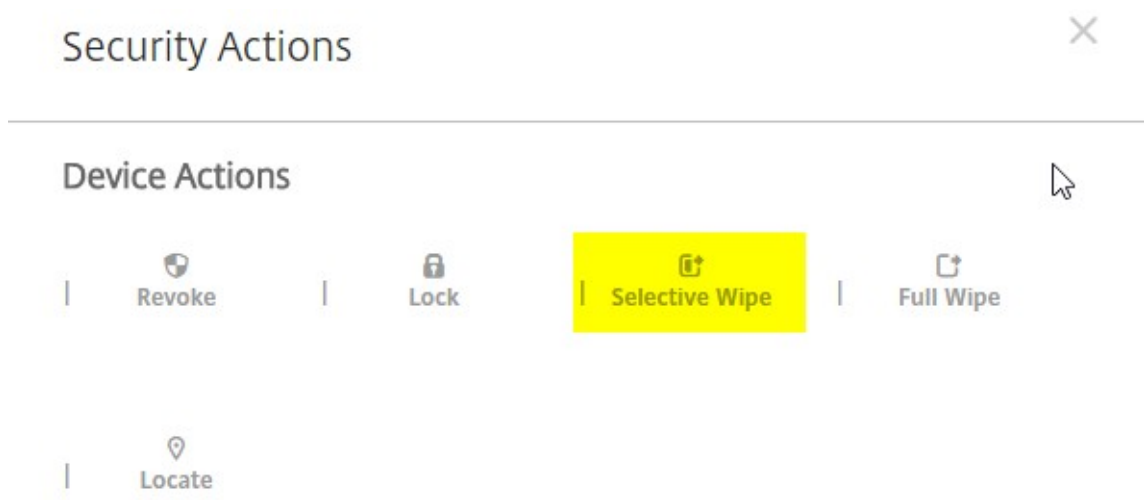 Security Actions
Device Actions
Revoke
Lock
Selective Wipe
Full Wipe
Locate